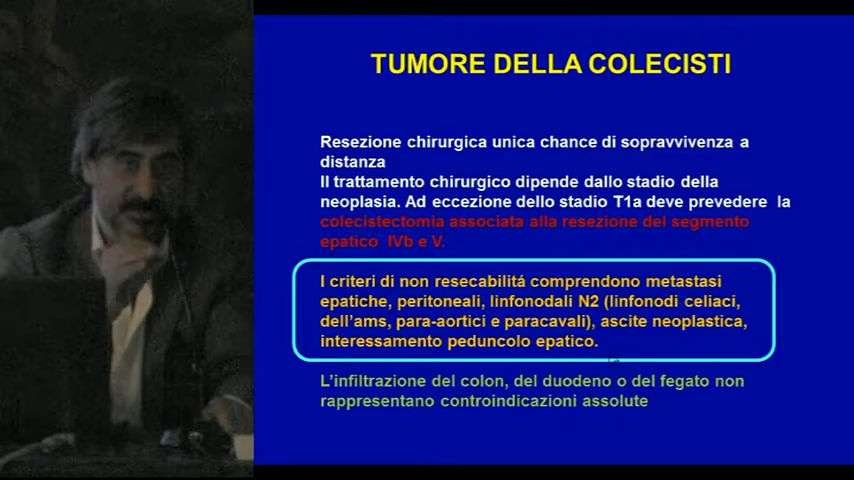 TUMORE DELLA COLECISTI
Resezione chirurgica unica chance di sopravvivenza a
distanza
Il trattamento chirurgico dipende dallo stadio della
neoplasia. Ad eccezione dello stadio T1a deve prevedere la
colecistectomia associata alla resezione del segmento
epatico IVb e V.
I criteri di non resecabilitá comprendono metastasi
epatiche, peritoneali, linfonodali N2 (linfonodi celiaci,
dell'ams, para-aortici e paracavali), ascite neoplastica,
interessamento peduncolo epatico.
L'infiltrazione del colon, del duodeno o del fegato non
rappresentano controindicazioni assolute